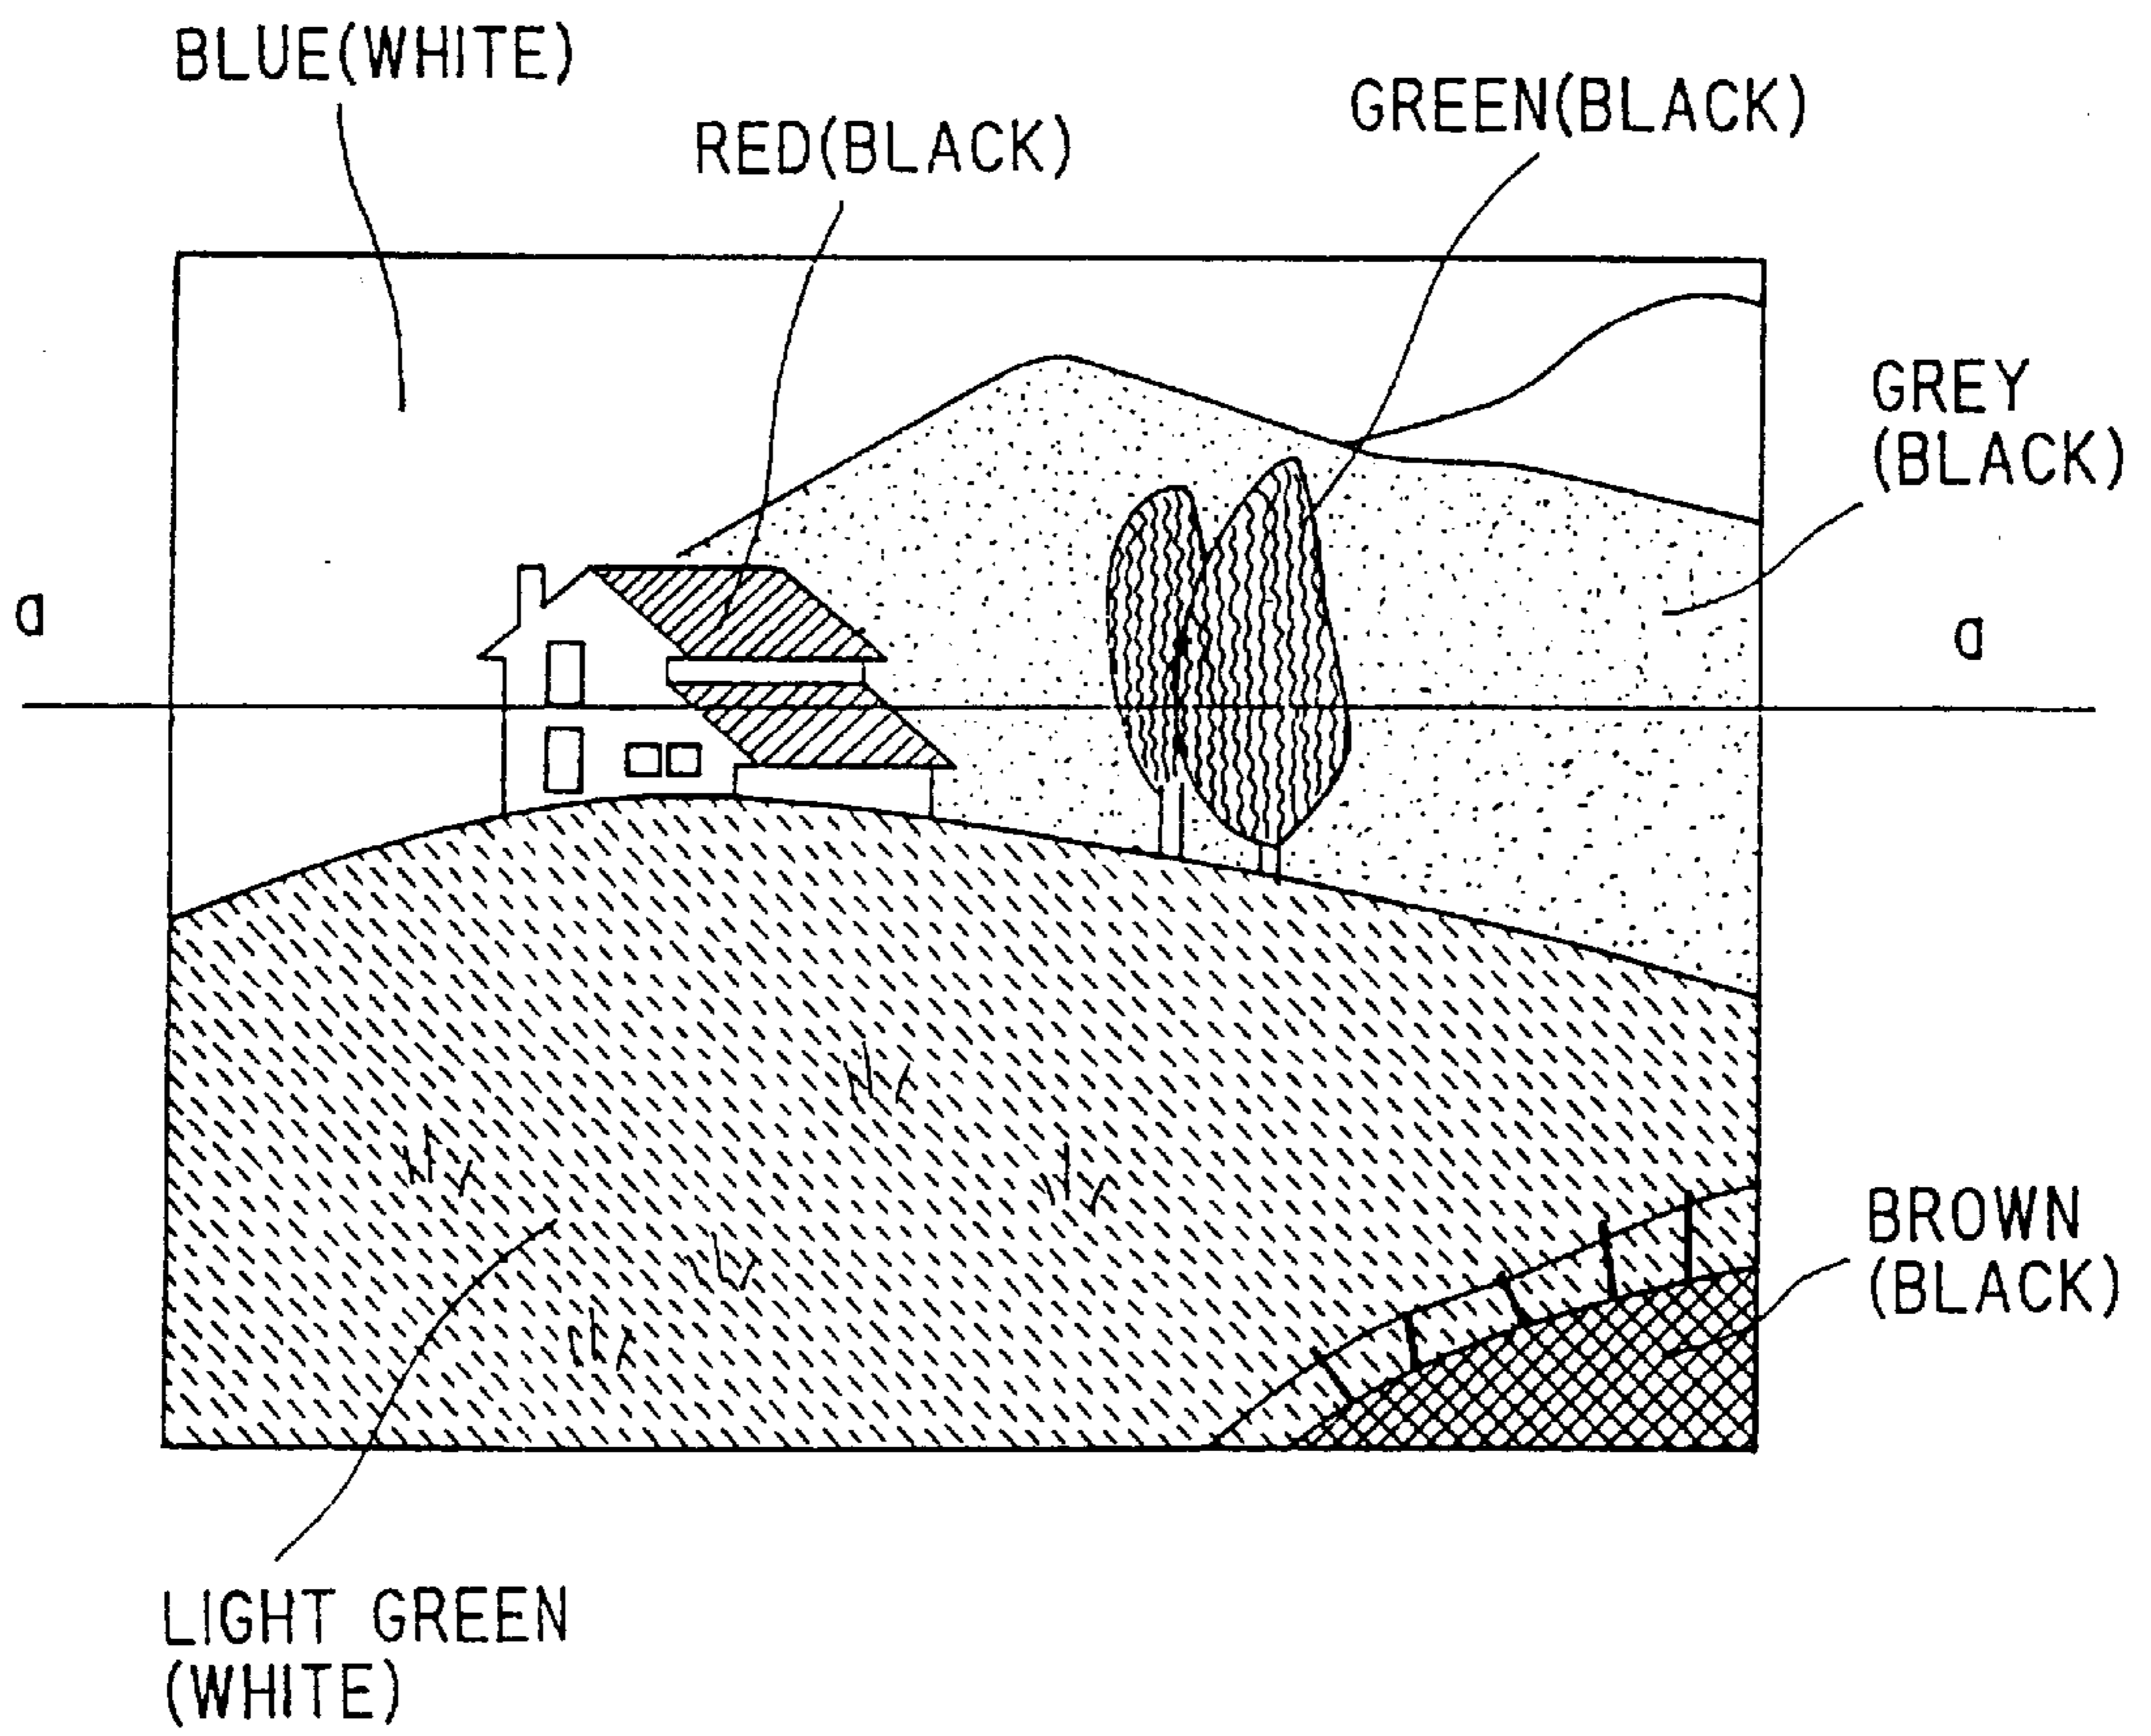 BLUE(WHITE)
RED(BLACK)
GREEN(BLACK)
GREY
(BLACK)
a
a
BROWN
(BLACK)
LIGHT GREEN
(WHITE)